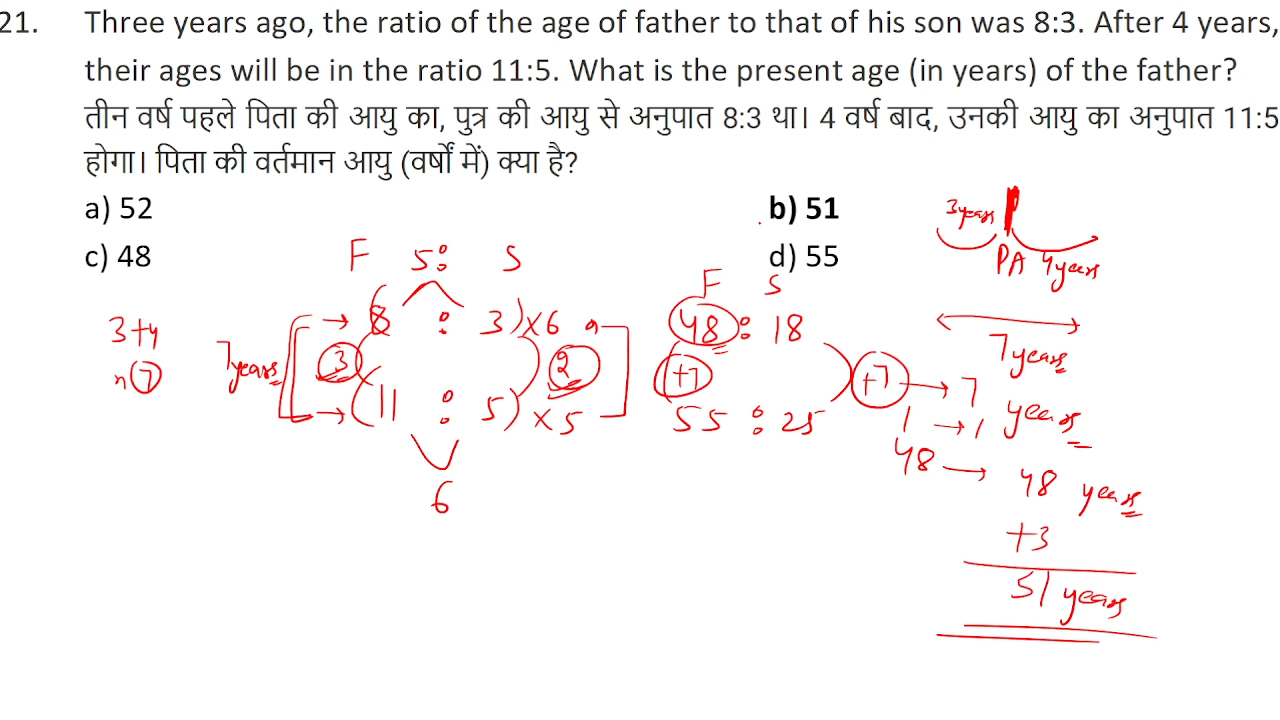 21. Three years ago, the ratio of the age of father to that of his son was 8:3. After 4 years,
their ages will be in the ratio 11:5. What is the present age (in years) of the father?
तीन वर्ष पहले पिता की आयु का, पुत्र की आयु से अनुपात 8:3 था। 4 वर्ष बाद, उनकी आयु का अनुपात 11:5
होगा। पिता की वर्तमान आयु (वर्षों में) क्या है?
a) 52 b) 51
c) 48 d) 55
3years
PA 4years
7years
F 5: S
3+4
7
7years
(8 : 3)×6
3 2
(11 : 5)×5
6
F S
48 : 18
+7 +7 → 7 years
55 : 25
1 → 1
48 → 48 years
+3
51 years